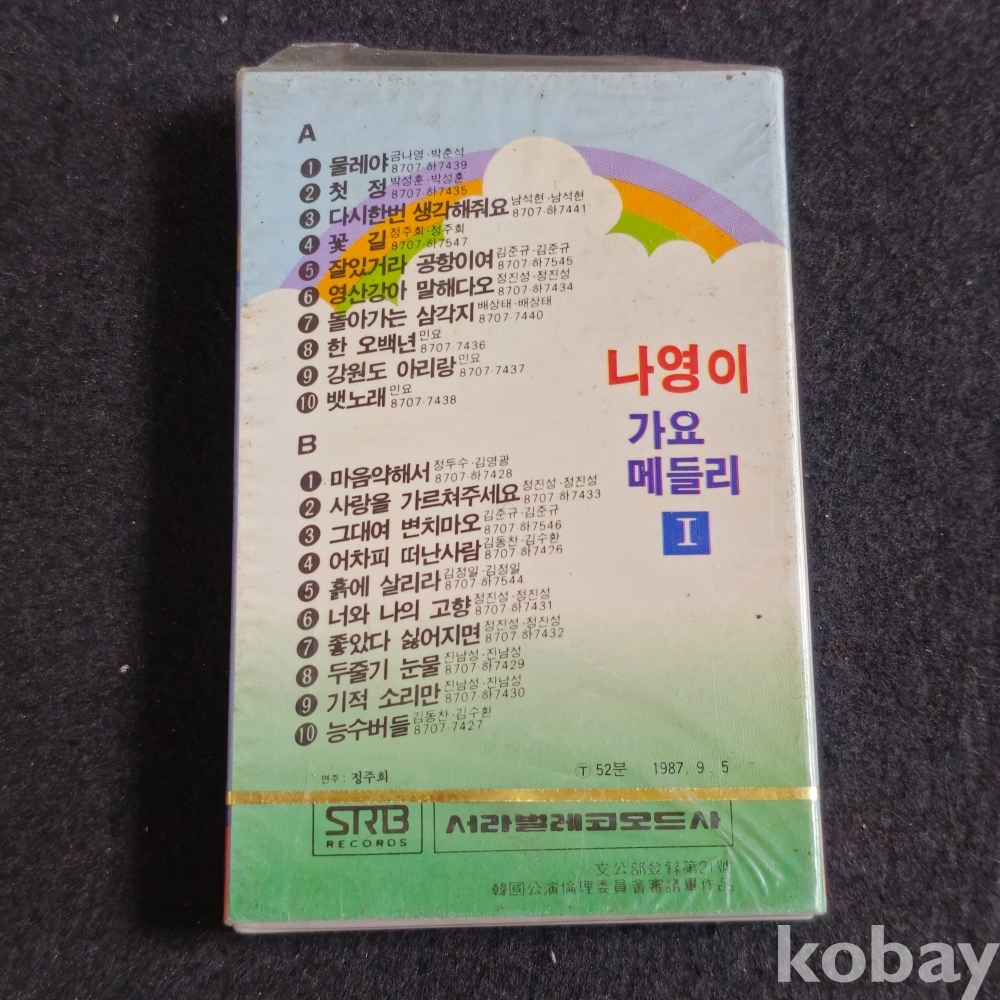 A
❶ 물레야 금나영·박춘석 8707·하7439
❷ 첫 정 박성훈·박성훈 8707·하7435
❸ 다시한번 생각해줘요 남석현·남석현 8707·하7441
❹ 꽃 길 정주희·정주희 8707·하7547
❺ 잘있거라 공항이여 김준규·김준규 8707·하7545
❻ 영산강아 말해다오 정진성·정진성 8707·하7434
❼ 돌아가는 삼각지 배상태·배상태 8707·7440
❽ 한 오백년 민요 8707·7436
❾ 강원도 아리랑 민요 8707·7437
❿ 뱃노래 민요 8707·7438
B
❶ 마음약해서 정두수·김영광 8707·하7428
❷ 사랑을 가르쳐주세요 정진성·정진성 8707·하7433
❸ 그대여 변치마오 김준규·김준규 8707·하7546
❹ 어차피 떠난사람 김동찬·김수환 8707·하7426
❺ 흙에 살리라 김정일·김정일 8707·하7544
❻ 너와 나의 고향 정진성·정진성 8707·하7431
❼ 좋았다 싫어지면 정진성·정진성 8707·하7432
❽ 두줄기 눈물 진남성·진남성 8707·하7429
❾ 기적 소리만 진남성·진남성 8707·하7430
❿ 능수버들 김동찬·김수환 8707·7427
나영이
가요
메들리
I
연주: 정주희
Ⓣ 52분 1987. 9. 5
SRB
RECORDS
서라벌레코오드사
文公部登録第21號
韓國公演倫理委員會審議畢作品
kobay